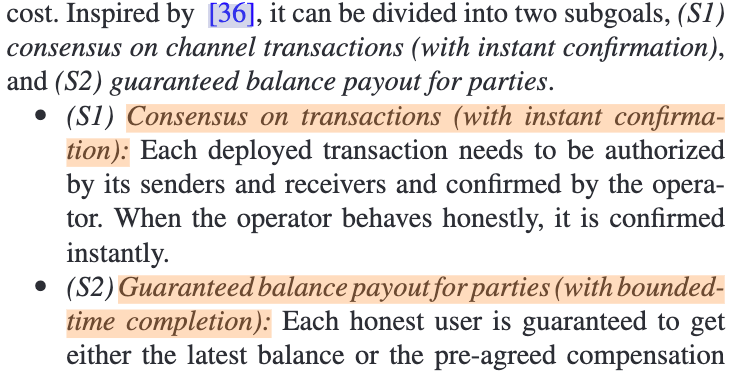 cost. Inspired by [36], it can be divided into two subgoals, (S1)
consensus on channel transactions (with instant confirmation),
and (S2) guaranteed balance payout for parties.
• (S1) Consensus on transactions (with instant confirma-
tion): Each deployed transaction needs to be authorized
by its senders and receivers and confirmed by the opera-
tor. When the operator behaves honestly, it is confirmed
instantly.
• (S2) Guaranteed balance payout for parties (with bounded-
time completion): Each honest user is guaranteed to get
either the latest balance or the pre-agreed compensation